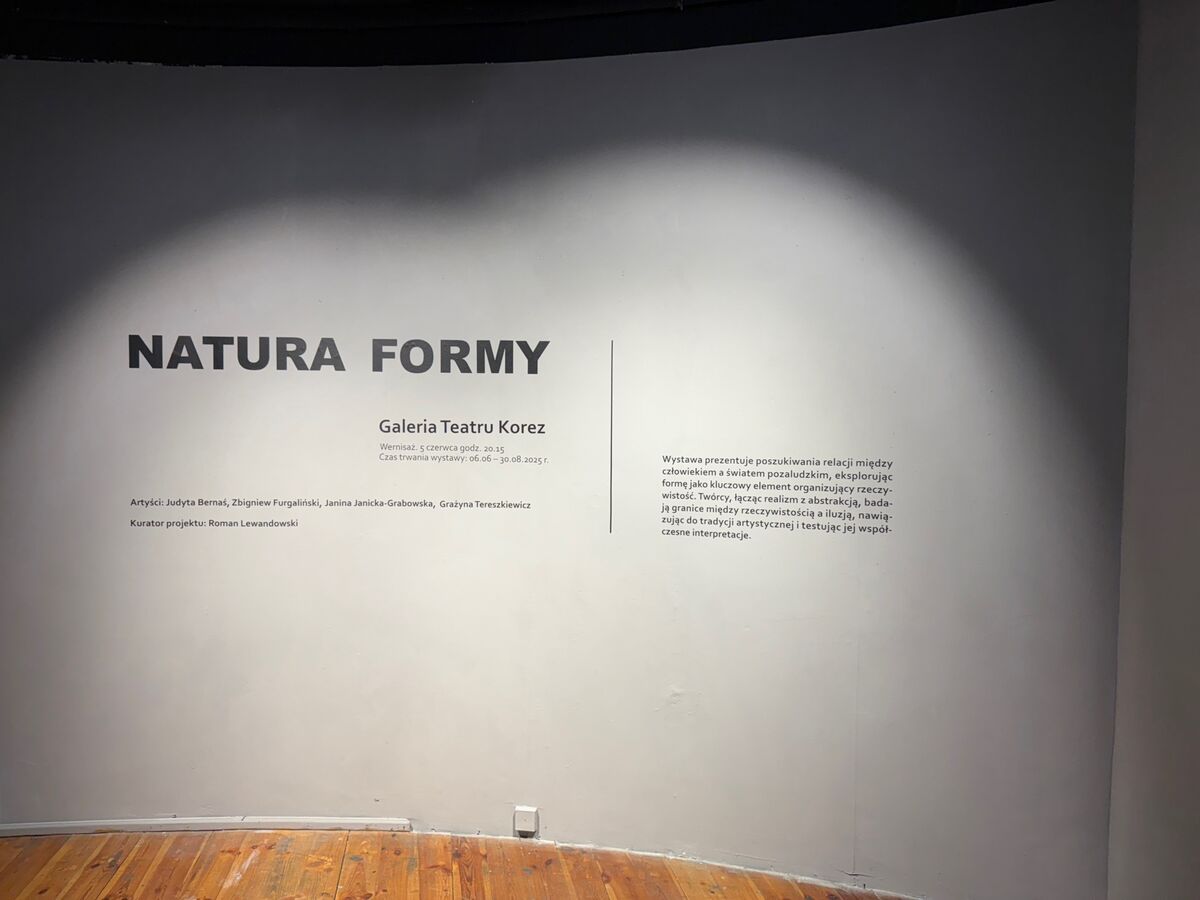 NATURA FORMY
Galeria Teatru Korez
Wernisaż. 5 czerwca godz. 20.15
Czas trwania wystawy: 06.06 – 30.08.2025 r.
Artyści: Judyta Bernaś, Zbigniew Furgaliński, Janina Janicka-Grabowska, Grażyna Tereszkiewicz
Kurator projektu: Roman Lewandowski
Wystawa prezentuje poszukiwania relacji między
człowiekiem a światem pozaludzkim, eksplorując
formę jako kluczowy element organizujący rzeczy-
wistość. Twórcy, łącząc realizm z abstrakcją, bada-
ją granice między rzeczywistością a iluzją, nawią-
zując do tradycji artystycznej i testując jej współ-
czesne interpretacje.